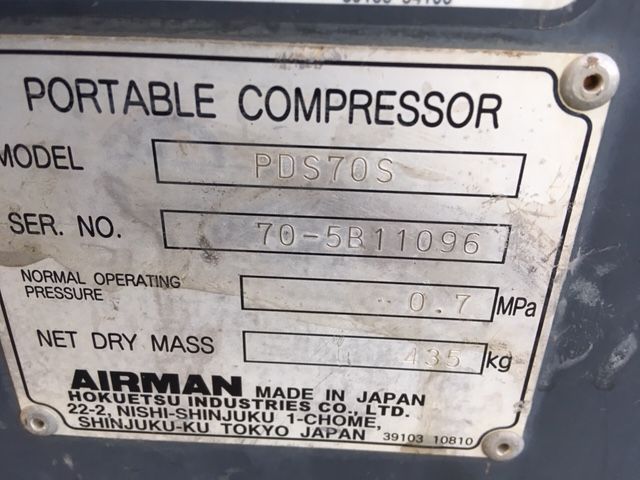 PORTABLE COMPRESSOR
MODEL PDS70S
SER. NO. 70-5B11096
NORMAL OPERATING
PRESSURE 0.7 MPa
NET DRY MASS 435 kg
AIRMAN MADE IN JAPAN
HOKUETSU INDUSTRIES CO., LTD.
22-2, NISHI-SHINJUKU 1-CHOME,
SHINJUKU-KU TOKYO JAPAN 39103 10810